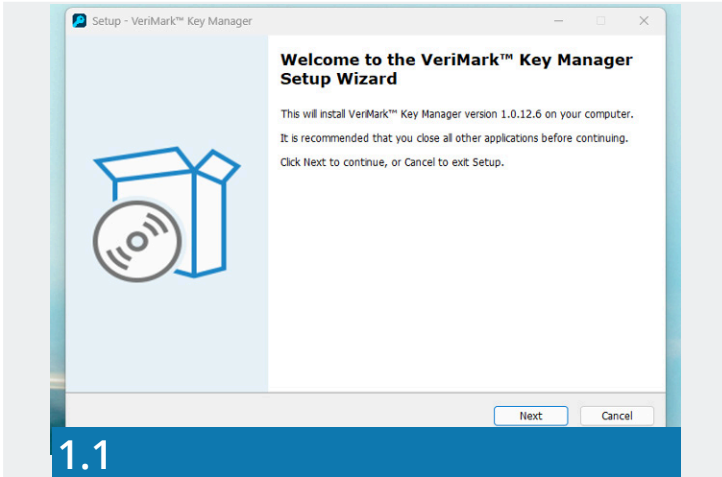 Setup - VeriMark™ Key Manager
Welcome to the VeriMark™ Key Manager
Setup Wizard
This will install VeriMark™ Key Manager version 1.0.12.6 on your computer.
It is recommended that you close all other applications before continuing.
Click Next to continue, or Cancel to exit Setup.
Next
Cancel
1.1